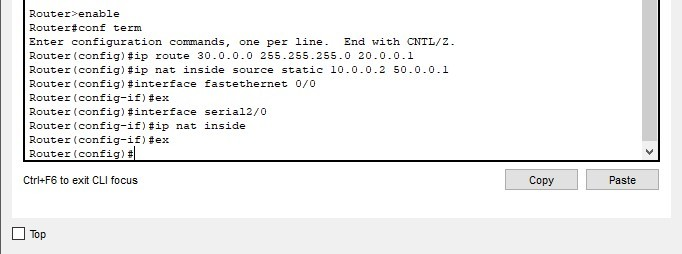 Router>enable
Router#conf term
Enter configuration commands, one per line.  End with CNTL/Z.
Router(config)#ip route 30.0.0.0 255.255.255.0 20.0.0.1
Router(config)#ip nat inside source static 10.0.0.2 50.0.0.1
Router(config)#interface fastethernet 0/0
Router(config-if)#ex
Router(config)#interface serial2/0
Router(config-if)#ip nat inside
Router(config-if)#ex
Router(config)#
Ctrl+F6 to exit CLI focus
Copy
Paste
Top